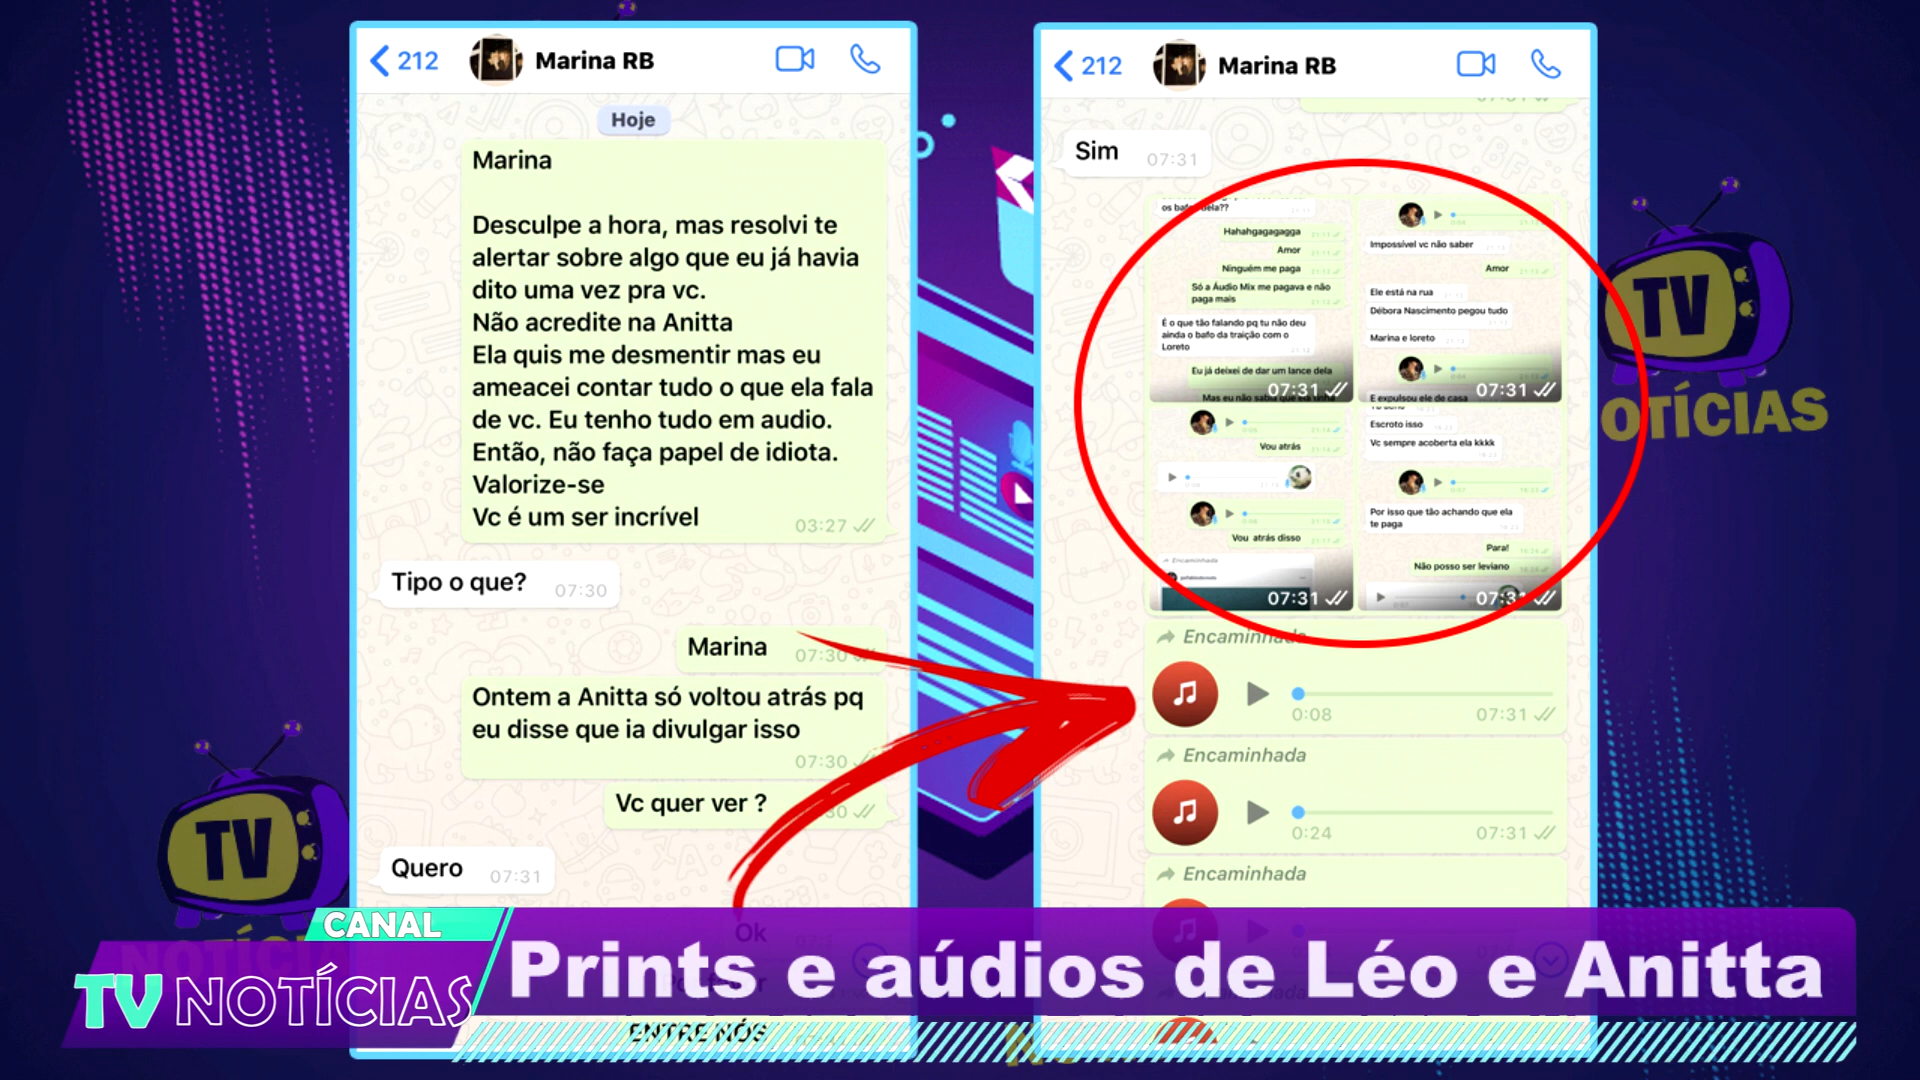 212
Marina RB
Hoje
Marina
Desculpe a hora, mas resolvi te
alertar sobre algo que eu já havia
dito uma vez pra vc.
Não acredite na Anitta
Ela quis me desmentir mas eu
ameacei contar tudo o que ela fala
de vc. Eu tenho tudo em audio.
Então, não faça papel de idiota.
Valorize-se
Vc é um ser incrível
03:27
Tipo o que?
07:30
Marina
07:30
Ontem a Anitta só voltou atrás pq
eu disse que ia divulgar isso
07:30
Vc quer ver ?
Quero
07:31
Ok
ENTRE NÓS
212
Marina RB
Sim
07:31
Hahahgagagagga
Amor
Ninguém me paga
Só a Áudio Mix me pagava e não
paga mais
É o que tão falando pq tu não deu
ainda o bafo da traição com o
Loreto
Eu já deixei de dar um lance dela
07:31
Impossível vc não saber
Amor
Ele está na rua
Débora Nascimento pegou tudo
Marina e loreto
E expulsou ele de casa
07:31
Vou atrás
Vou atrás disso
Encaminhada
07:31
Escroto isso
Vc sempre acoberta ela kkkk
Por isso que tão achando que ela
te paga
Para!
Não posso ser leviano
07:31
Encaminhada
0:08
07:31
Encaminhada
0:24
07:31
Encaminhada
TV
OTÍCIAS
TV
CANAL
TV NOTÍCIAS
Prints e aúdios de Léo e Anitta